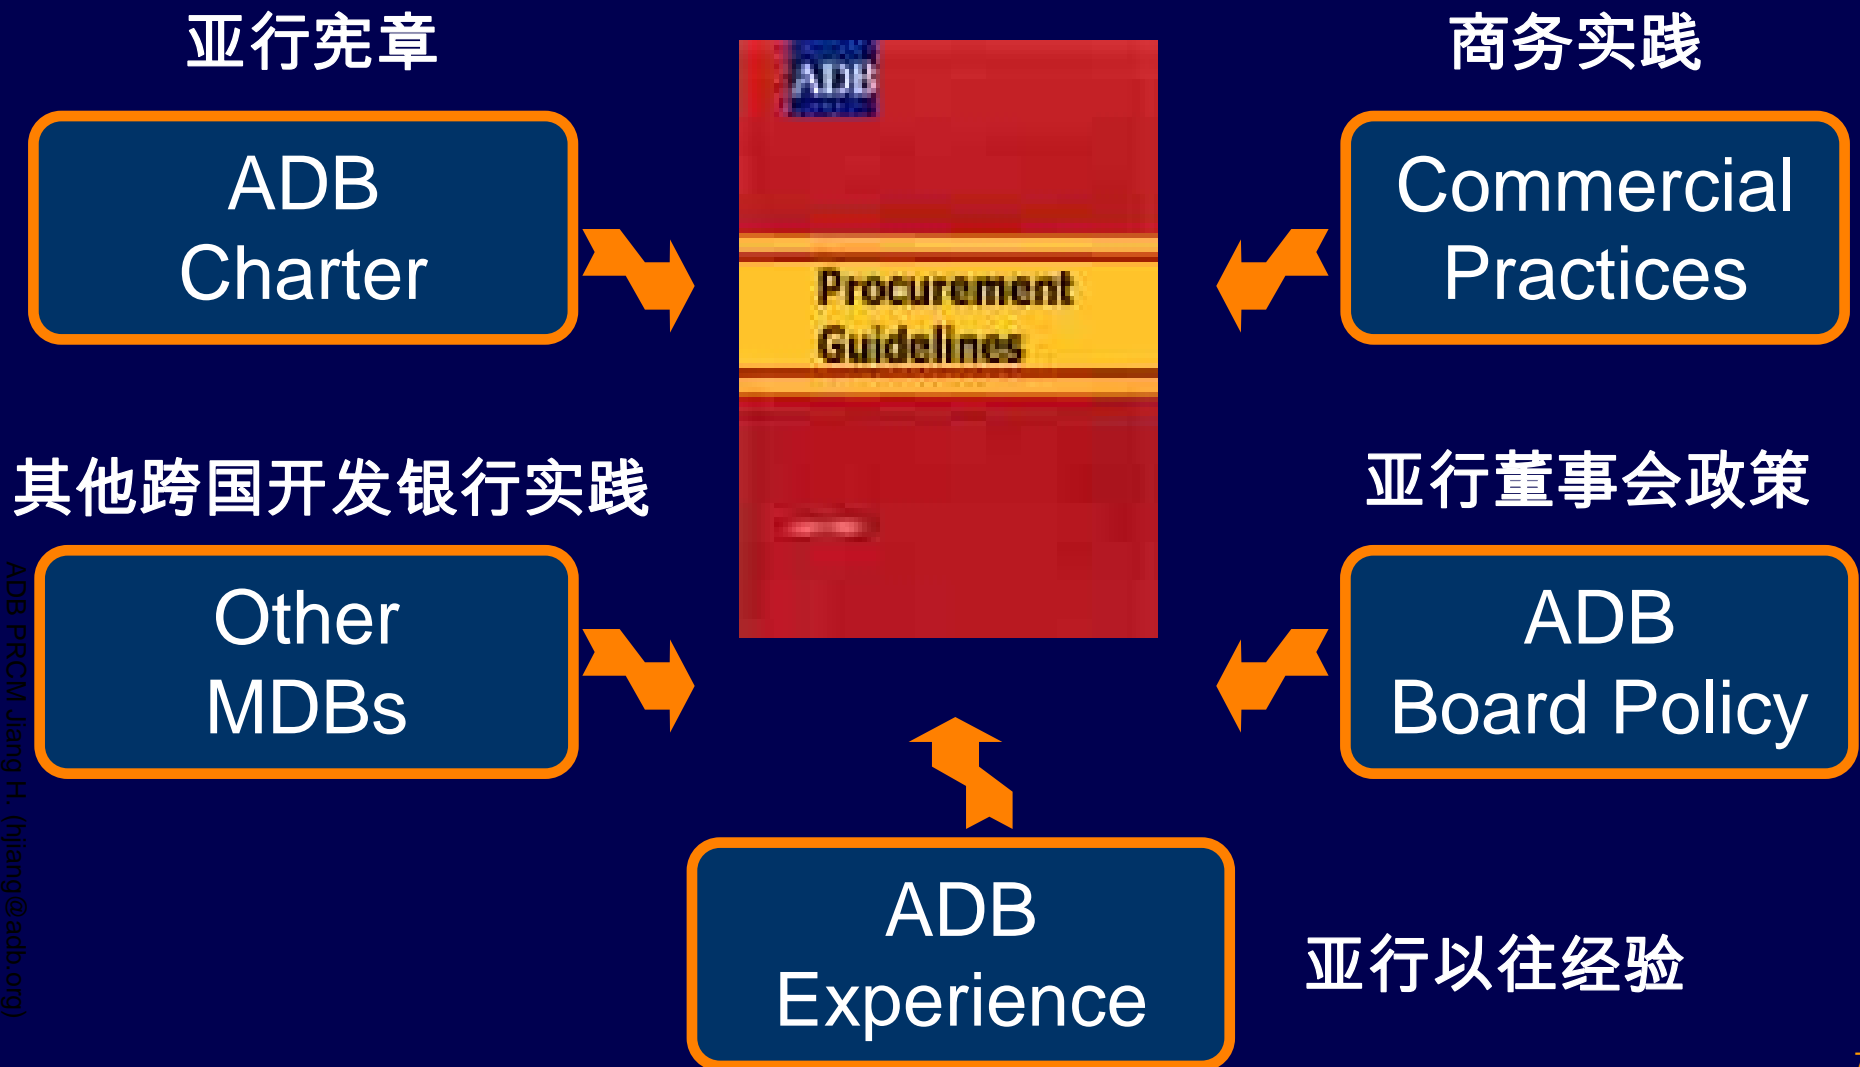 亚行宪章
商务实践
ADB
ADB
Charter
Commercial
Practices
Procurement
Guidelines
其他跨国开发银行实践
亚行董事会政策
Other
MDBs
ADB
Board Policy
ADB
Experience
亚行以往经验
ADB PRCM Jiang H. (hjiang@adb.org)